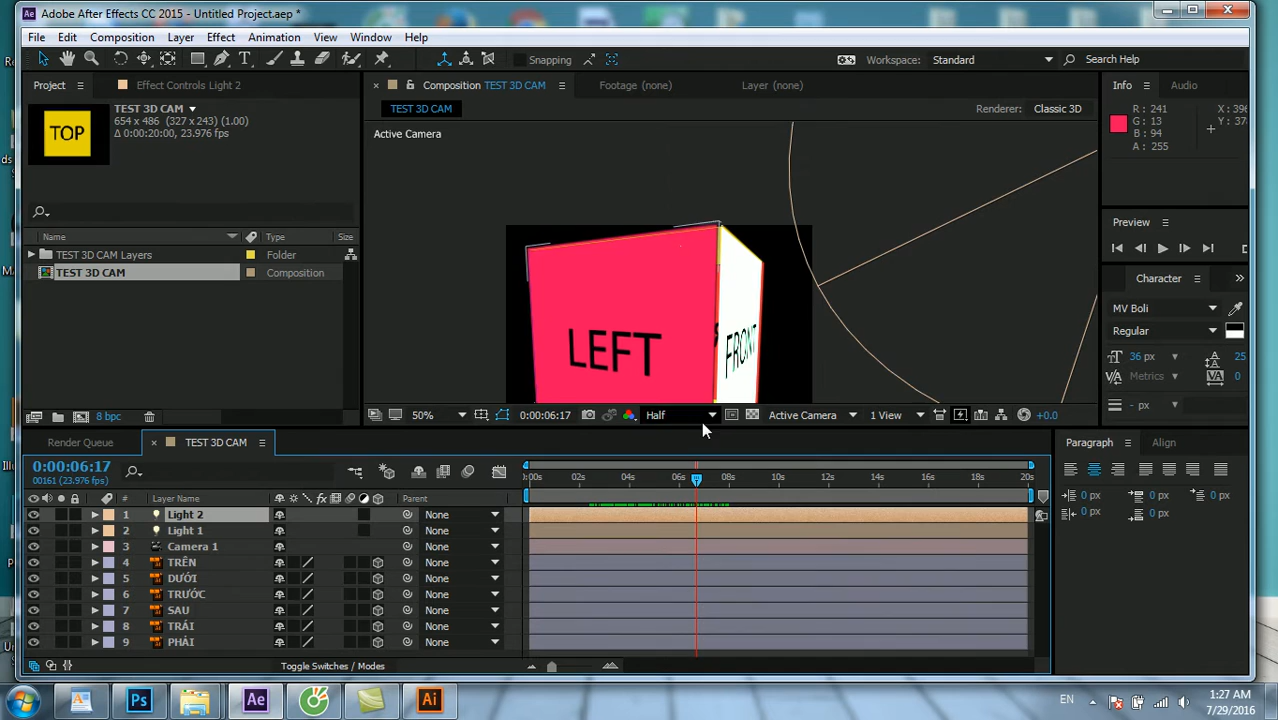 Adobe After Effects CC 2015 - Untitled Project.aep *
File Edit Composition Layer Effect Animation View Window Help
Snapping
Workspace: Standard
Search Help
Project
Effect Controls Light 2
Composition TEST 3D CAM
Footage (none)
Layer (none)
Info
Audio
TEST 3D CAM
654 x 486 (327 x 243) (1.00)
Δ 0:00:20:00, 23.976 fps
TOP
TEST 3D CAM
Renderer: Classic 3D
Active Camera
R : 241
G : 13
B : 94
A : 255
X : 396
Name Type Size
TEST 3D CAM Layers Folder
TEST 3D CAM Composition
LEFT
FRONT
Preview
Character
MV Boli
Regular
36 px 25
Metrics 0
- px
8 bpc
50% 0:00:06:17 Half Active Camera 1 View +0.0
Render Queue
TEST 3D CAM
Paragraph
Align
0:00:06:17
00161 (23.976 fps)
02s 04s 06s 08s 10s 12s 14s 16s 18s 20s
# Layer Name Parent
1 Light 2 None
2 Light 1 None
3 Camera 1 None
4 TRÊN None
5 DƯỚI None
6 TRƯỚC None
7 SAU None
8 TRÁI None
9 PHẢI None
0 px 0 px 0 px
0 px 0 px
Toggle Switches / Modes
Ps Ae Ai
EN
1:27 AM
7/29/2016